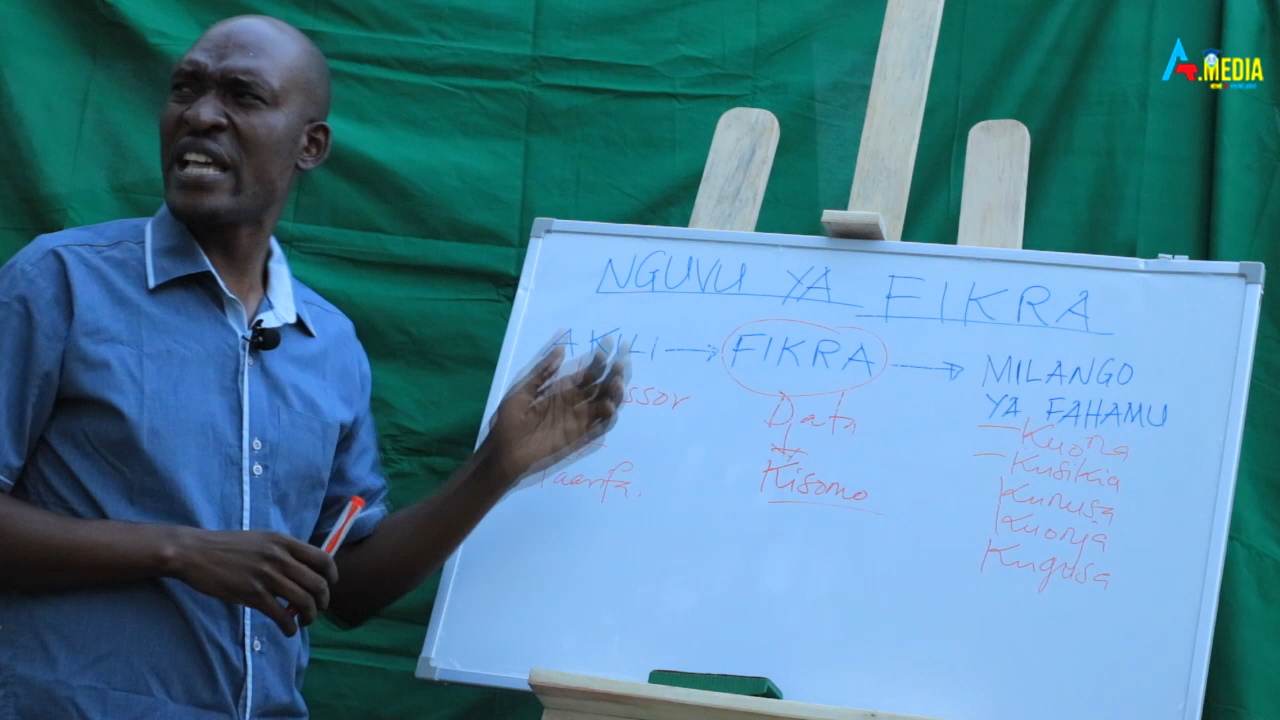 A.MEDIA
NGUVU YA FIKRA
AKILI → FIKRA → MILANGO
YA FAHAMU
Data
Kisomo
– Kuona
– Kusikia
Kunusa
Kuonja
Kugusa